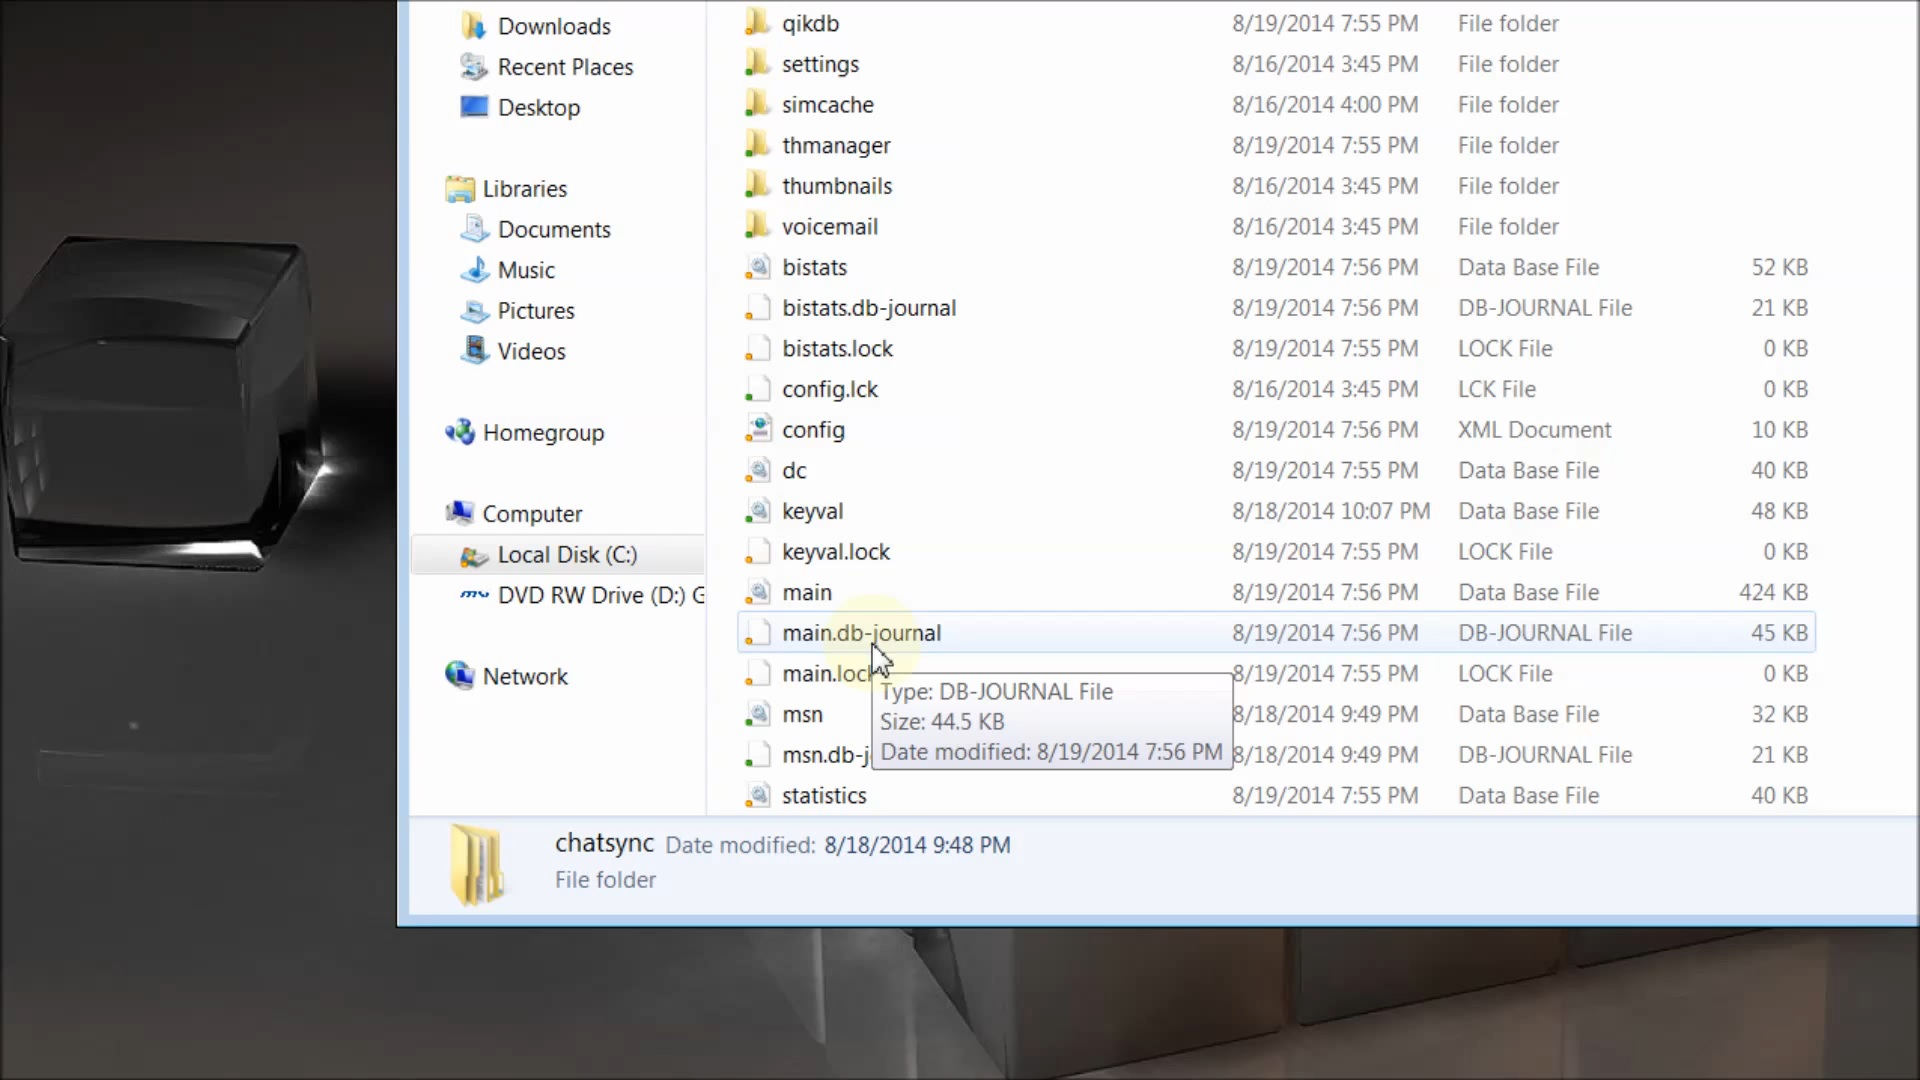 Downloads
Recent Places
Desktop
Libraries
Documents
Music
Pictures
Videos
Homegroup
Computer
Local Disk (C:)
DVD RW Drive (D:) G
Network
qikdb 8/19/2014 7:55 PM File folder
settings 8/16/2014 3:45 PM File folder
simcache 8/16/2014 4:00 PM File folder
thmanager 8/19/2014 7:55 PM File folder
thumbnails 8/16/2014 3:45 PM File folder
voicemail 8/16/2014 3:45 PM File folder
bistats 8/19/2014 7:56 PM Data Base File 52 KB
bistats.db-journal 8/19/2014 7:56 PM DB-JOURNAL File 21 KB
bistats.lock 8/19/2014 7:55 PM LOCK File 0 KB
config.lck 8/16/2014 3:45 PM LCK File 0 KB
config 8/19/2014 7:56 PM XML Document 10 KB
dc 8/19/2014 7:55 PM Data Base File 40 KB
keyval 8/18/2014 10:07 PM Data Base File 48 KB
keyval.lock 8/19/2014 7:55 PM LOCK File 0 KB
main 8/19/2014 7:56 PM Data Base File 424 KB
main.db-journal 8/19/2014 7:56 PM DB-JOURNAL File 45 KB
main.lock 8/19/2014 7:55 PM LOCK File 0 KB
msn 8/18/2014 9:49 PM Data Base File 32 KB
msn.db-j 8/18/2014 9:49 PM DB-JOURNAL File 21 KB
statistics 8/19/2014 7:55 PM Data Base File 40 KB
Type: DB-JOURNAL File
Size: 44.5 KB
Date modified: 8/19/2014 7:56 PM
chatsync Date modified: 8/18/2014 9:48 PM
File folder